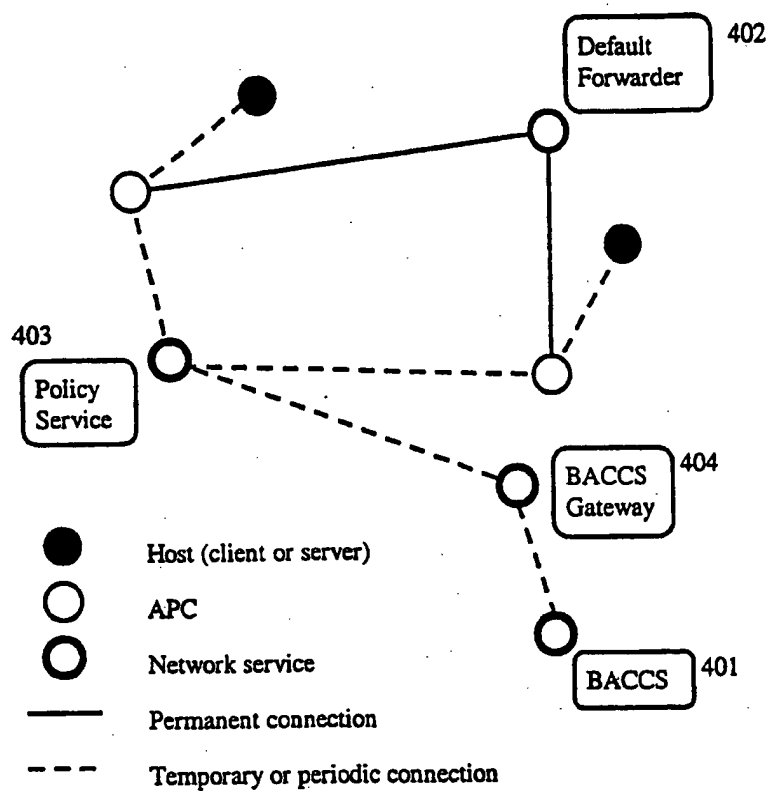 402
Default
Forwarder
403
Policy
Service
BACCS
Gateway
404
Host (client or server)
APC
Network service
BACCS
401
Permanent connection
Temporary or periodic connection